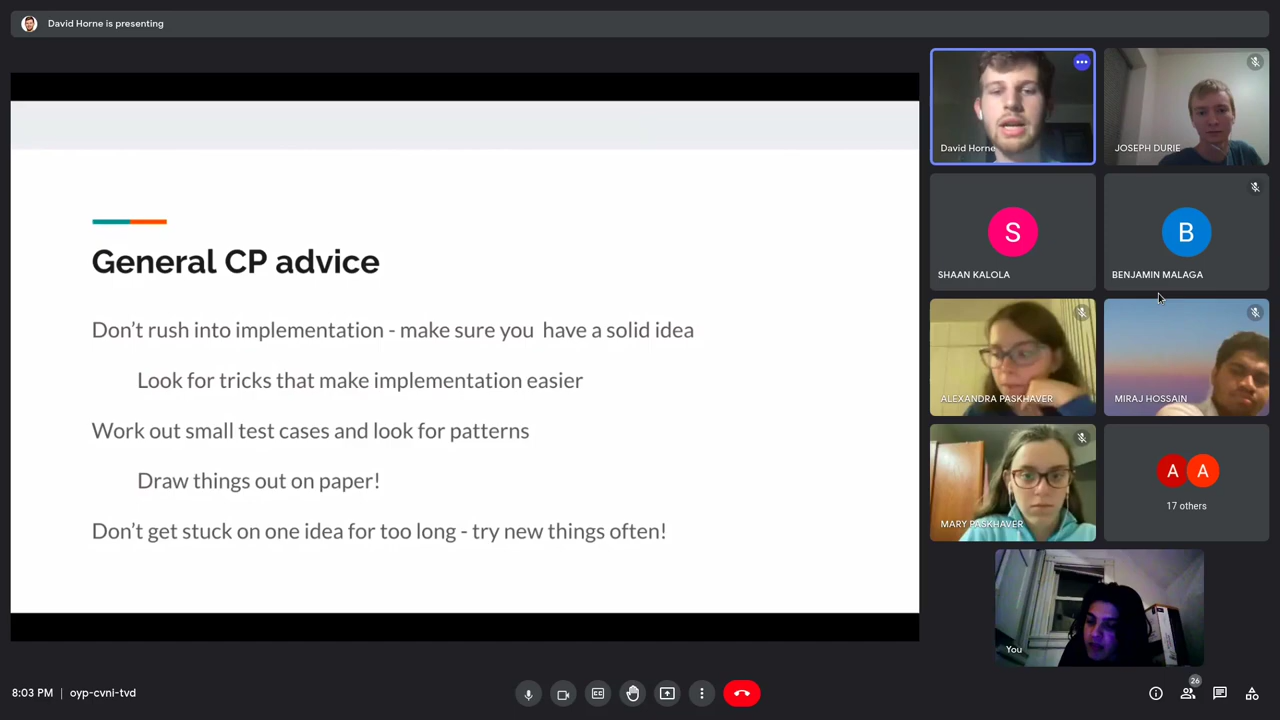 David Horne is presenting
General CP advice
Don't rush into implementation - make sure you  have a solid idea
Look for tricks that make implementation easier
Work out small test cases and look for patterns
Draw things out on paper!
Don't get stuck on one idea for too long - try new things often!
David Horne
JOSEPH DURIE
S
SHAAN KALOLA
B
BENJAMIN MALAGA
ALEXANDRA PASKHAVER
MIRAJ HOSSAIN
MARY PASKHAVER
A A
17 others
You
8:03 PM | oyp-cvni-tvd
CC
26